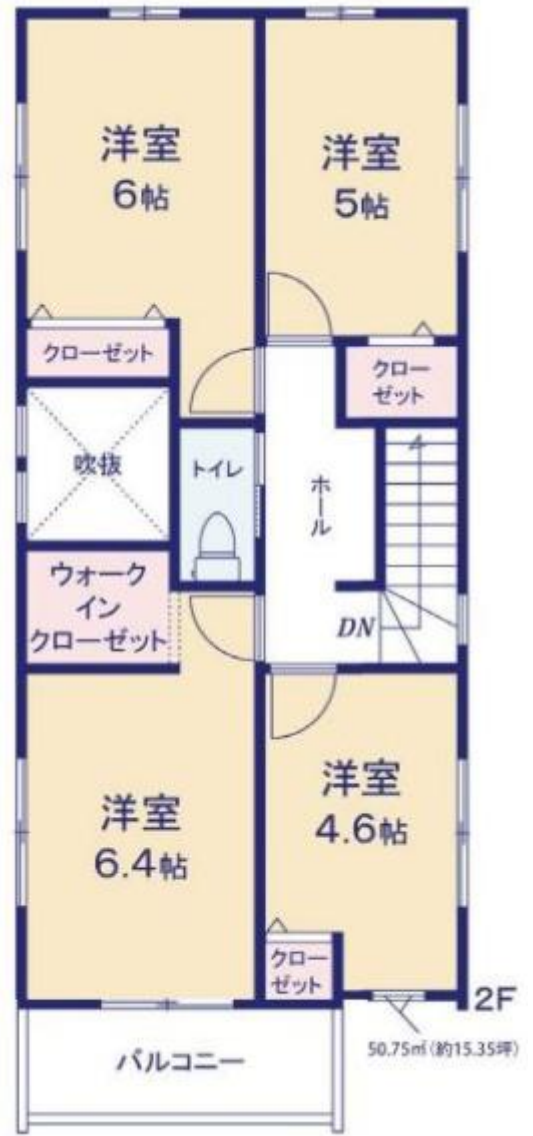 洋室
6帖
洋室
5帖
クローゼット
クロー
ゼット
吹抜
トイレ
ホール
ウォーク
イン
クローゼット
DN
洋室
6.4帖
洋室
4.6帖
クロー
ゼット
2F
50.75㎡(約15.35坪)
バルコニー